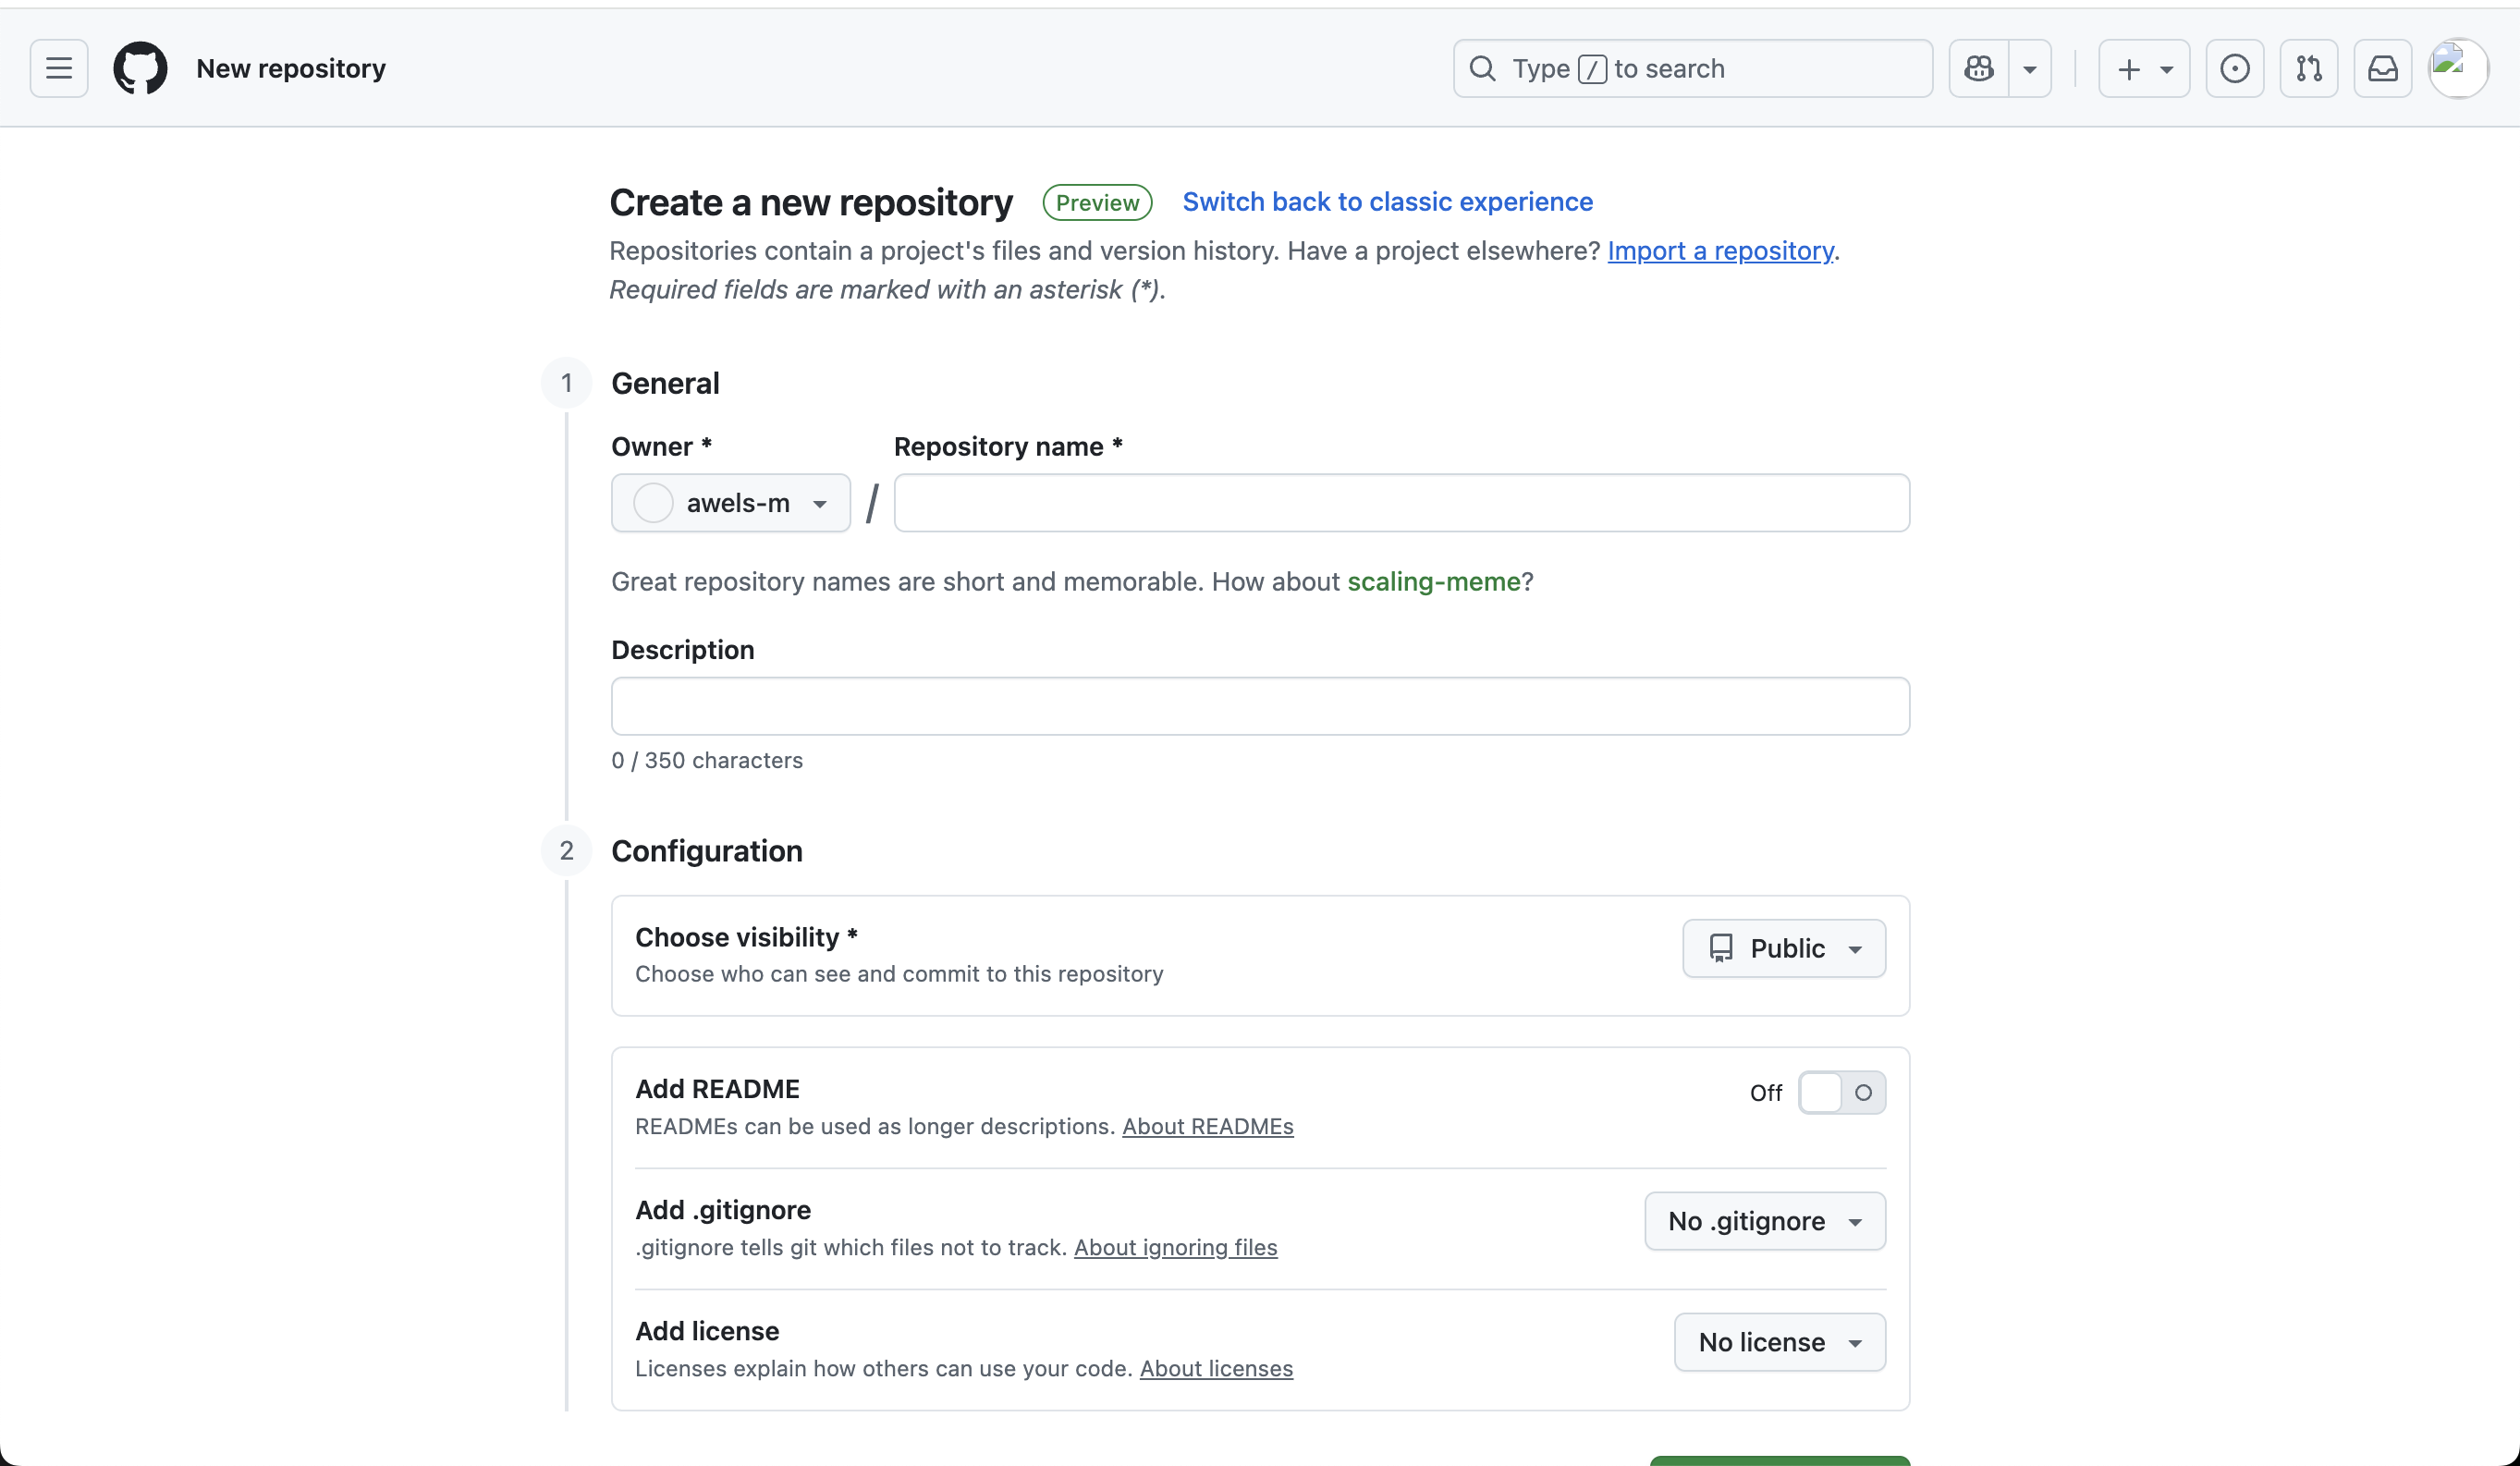 New repository
Type / to search
Create a new repository Preview Switch back to classic experience
Repositories contain a project's files and version history. Have a project elsewhere? Import a repository.
Required fields are marked with an asterisk (*).
1 General
Owner * Repository name *
awels-m /
Great repository names are short and memorable. How about scaling-meme?
Description
0 / 350 characters
2 Configuration
Choose visibility *
Public
Choose who can see and commit to this repository
Add README
Off
READMEs can be used as longer descriptions. About READMEs
Add .gitignore
No .gitignore
.gitignore tells git which files not to track. About ignoring files
Add license
No license
Licenses explain how others can use your code. About licenses